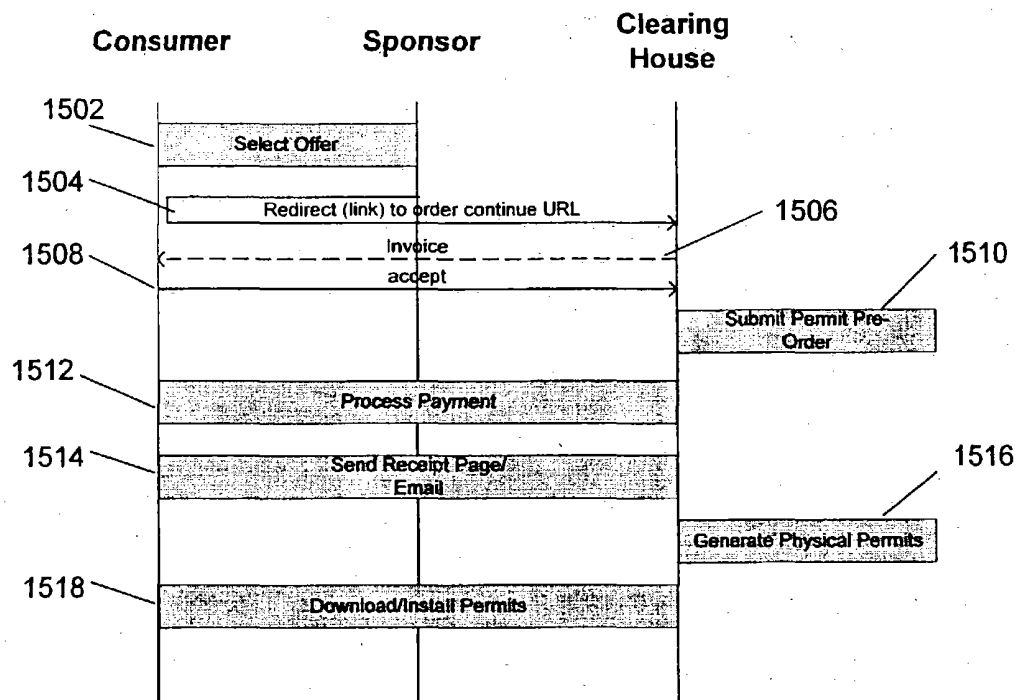 Consumer
Sponsor
Clearing
House
1502
Select Offer
1504
Redirect (link) to order continue URL
1506
Invoice
1508
accept
1510
Submit Permit Pre-
Order
1512
Process Payment
1514
Send Receipt Page/
Email
1516
Generate Physical Permits
1518
Download/Install Permits